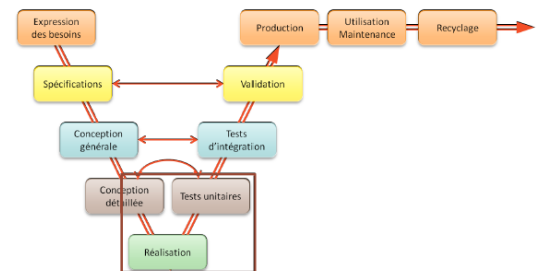 Expression
des besoins
Production
Utilisation
Maintenance
Recyclage
Spécifications
Validation
Conception
générale
Tests
d'intégration
Conception
détaillée
Tests unitaires
Réalisation